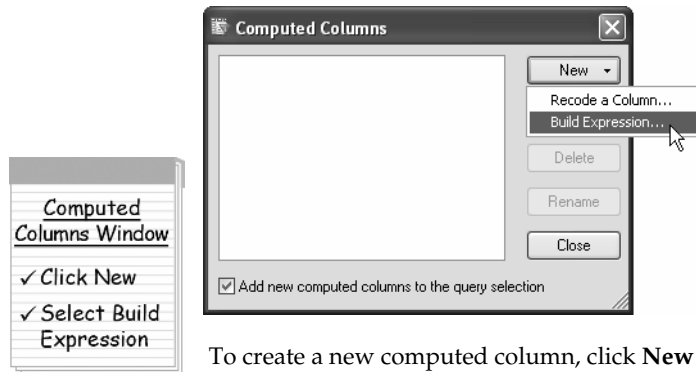 Computed Columns
New
Recode a Column...
Build Expression...
Delete
Rename
Close
Add new computed columns to the query selection
Computed
Columns Window
✓ Click New
✓ Select Build
Expression
To create a new computed column, click New